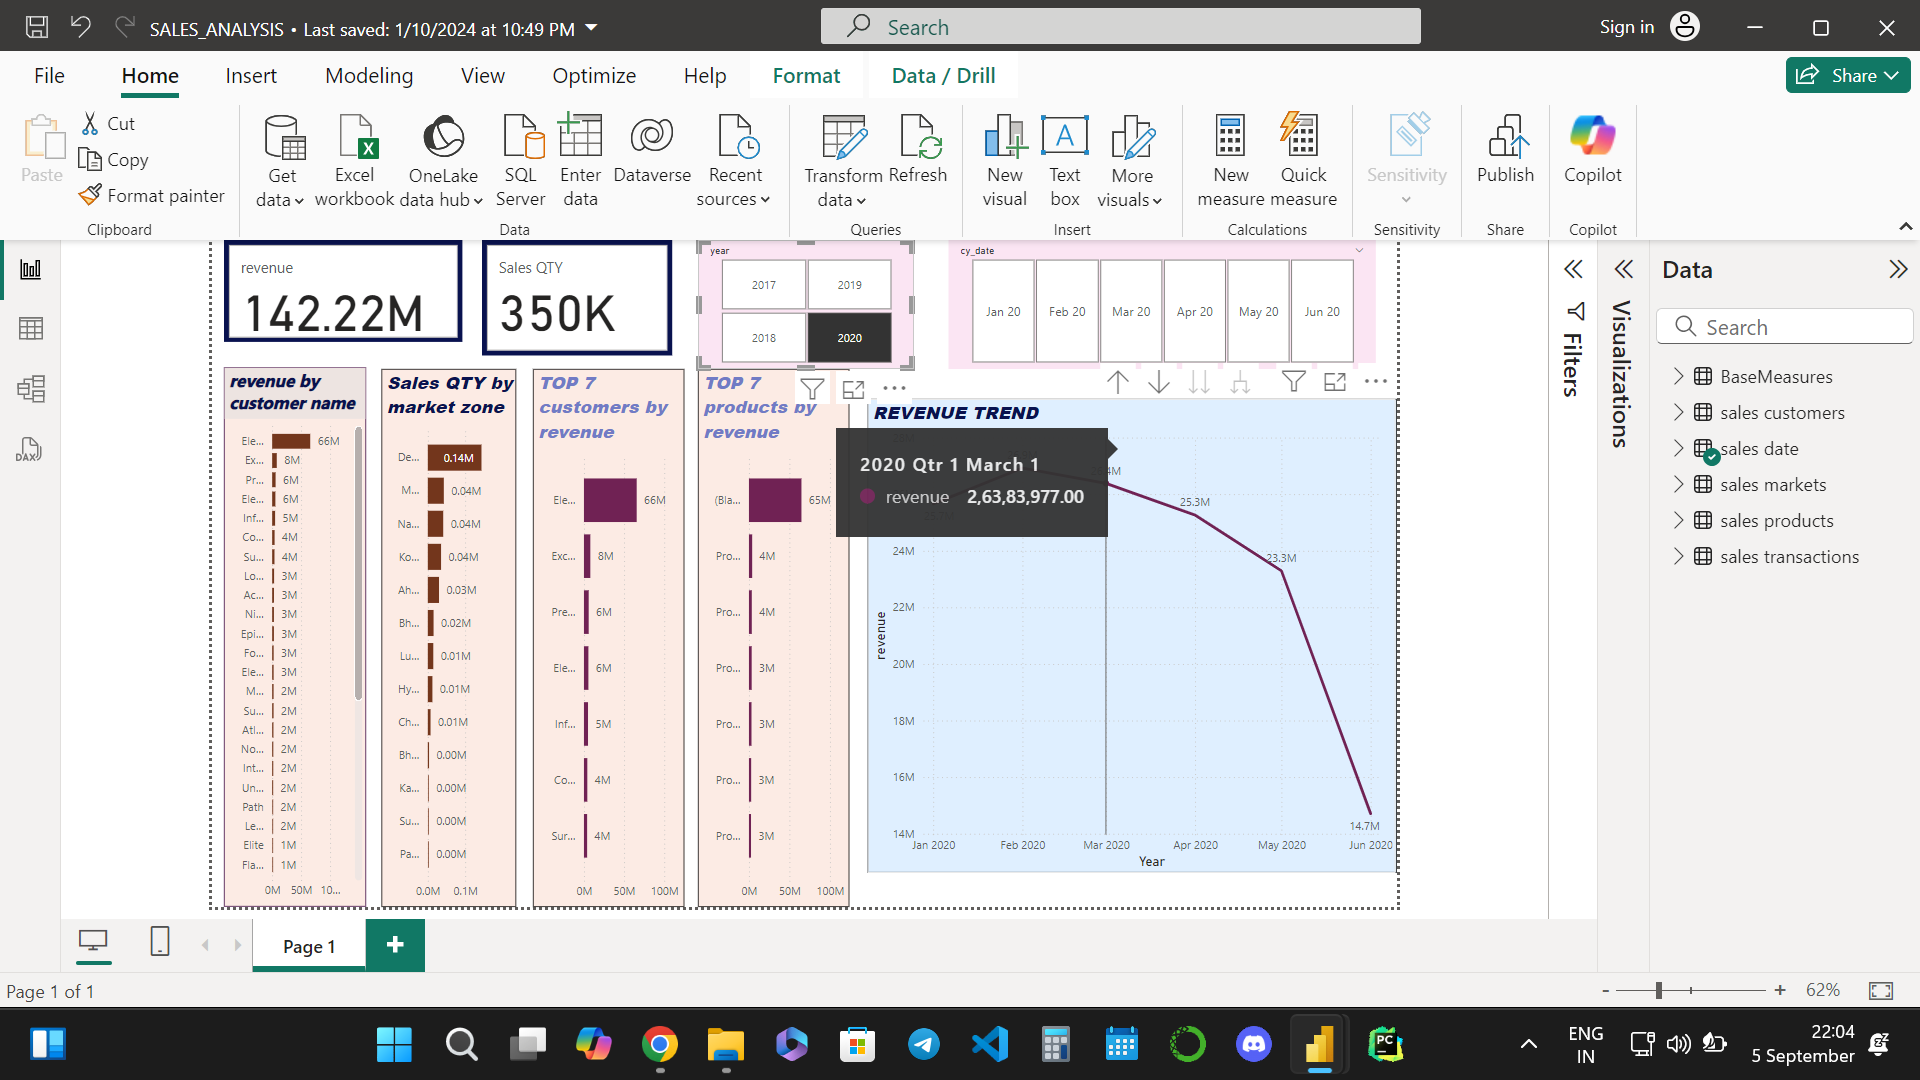 SALES_ANALYSIS • Last saved: 1/10/2024 at 10:49 PM
Search
Sign in
File
Home
Insert
Modeling
View
Optimize
Help
Format
Data / Drill
Share
Paste
Cut
Copy
Format painter
Clipboard
Get data
Excel workbook
OneLake data hub
SQL Server
Enter data
Dataverse
Recent sources
Data
Transform data
Refresh
Queries
New visual
Text box
More visuals
Insert
New measure
Quick measure
Calculations
Sensitivity
Sensitivity
Publish
Share
Copilot
Copilot
DAX
revenue
142.22M
Sales QTY
350K
year
2017
2019
2018
2020
cy_date
Jan 20
Feb 20
Mar 20
Apr 20
May 20
Jun 20
revenue by
customer name
Ele... 66M
Ex... 8M
Pr... 6M
Ele... 6M
Inf... 5M
Co... 4M
Su... 4M
Lo... 3M
Ac... 3M
Ni... 3M
Epi... 3M
Fo... 3M
Ele... 3M
M... 2M
Su... 2M
Atl... 2M
No... 2M
Int... 2M
Un... 2M
Path 2M
Le... 2M
Elite 1M
Fla... 1M
0M 50M 10...
Sales QTY by
market zone
De... 0.14M
M... 0.04M
Na... 0.04M
Ko... 0.04M
Ah... 0.03M
Bh... 0.02M
Lu... 0.01M
Hy... 0.01M
Ch... 0.01M
Bh... 0.00M
Ka... 0.00M
Su... 0.00M
Pa... 0.00M
0.0M 0.1M
TOP 7
customers by
revenue
Ele... 66M
Exc... 8M
Pre... 6M
Ele... 6M
Inf... 5M
Co... 4M
Sur... 4M
0M 50M 100M
TOP 7
products by
revenue
(Bla... 65M
Pro... 4M
Pro... 4M
Pro... 3M
Pro... 3M
Pro... 3M
Pro... 3M
0M 50M 100M
REVENUE TREND
2020 Qtr 1 March 1
revenue 2,63,83,977.00
25.3M
23.3M
14.7M
24M
22M
20M
18M
16M
14M
revenue
Jan 2020 Feb 2020 Mar 2020 Apr 2020 May 2020 Jun 2020
Year
Filters
Visualizations
Data
Search
BaseMeasures
sales customers
sales date
sales markets
sales products
sales transactions
Page 1
Page 1 of 1
- + 62%
ENG
IN
22:04
5 September
PC